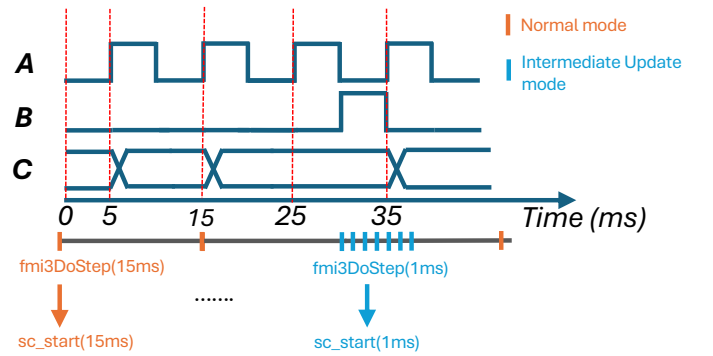 Normal mode
Intermediate Update
mode
A
B
C
0 5 15 25 35 Time (ms)
fmi3DoStep(15ms) fmi3DoStep(1ms)
.......
sc_start(15ms) sc_start(1ms)